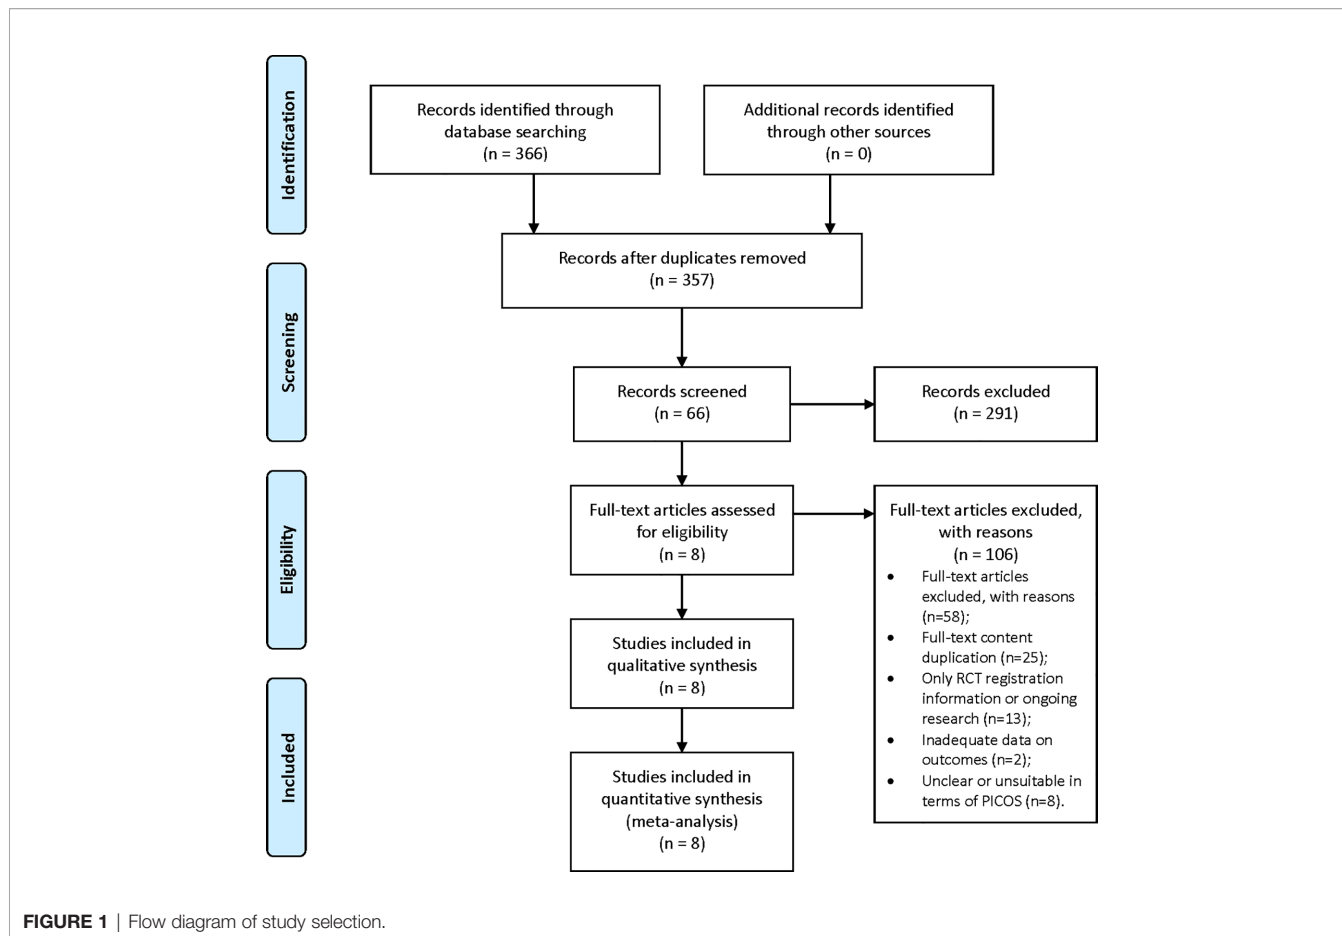 Identification
Records identified through
database searching
(n = 366)
Additional records identified
through other sources
(n = 0)
Records after duplicates removed
(n = 357)
Screening
Records screened
(n = 66)
Records excluded
(n = 291)
Eligibility
Full-text articles assessed
for eligibility
(n = 8)
Full-text articles excluded,
with reasons
(n = 106)
• Full-text articles
excluded, with reasons
(n=58);
• Full-text content
duplication (n=25);
• Only RCT registration
information or ongoing
research (n=13);
• Inadequate data on
outcomes (n=2);
• Unclear or unsuitable in
terms of PICOS (n=8).
Studies included in
qualitative synthesis
(n = 8)
Included
Studies included in
quantitative synthesis
(meta-analysis)
(n = 8)
FIGURE 1 | Flow diagram of study selection.